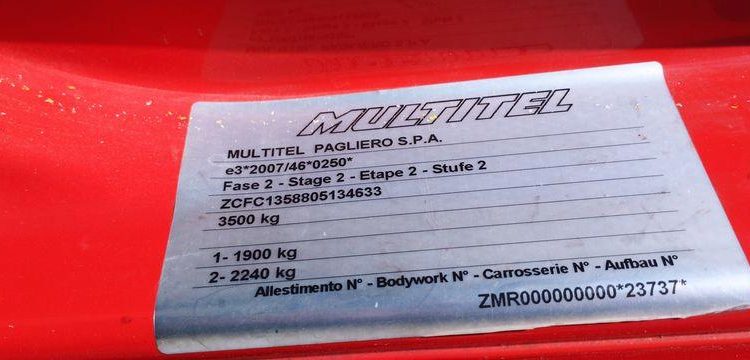 MULTITEL
MULTITEL PAGLIERO S.P.A.
e3*2007/46*0250*
Fase 2 - Stage 2 - Etape 2 - Stufe 2
ZCFC1358805134633
3500 kg
1- 1900 kg
2- 2240 kg
Allestimento N° - Bodywork N° - Carrosserie N° - Aufbau N°
ZMR000000000*23737*